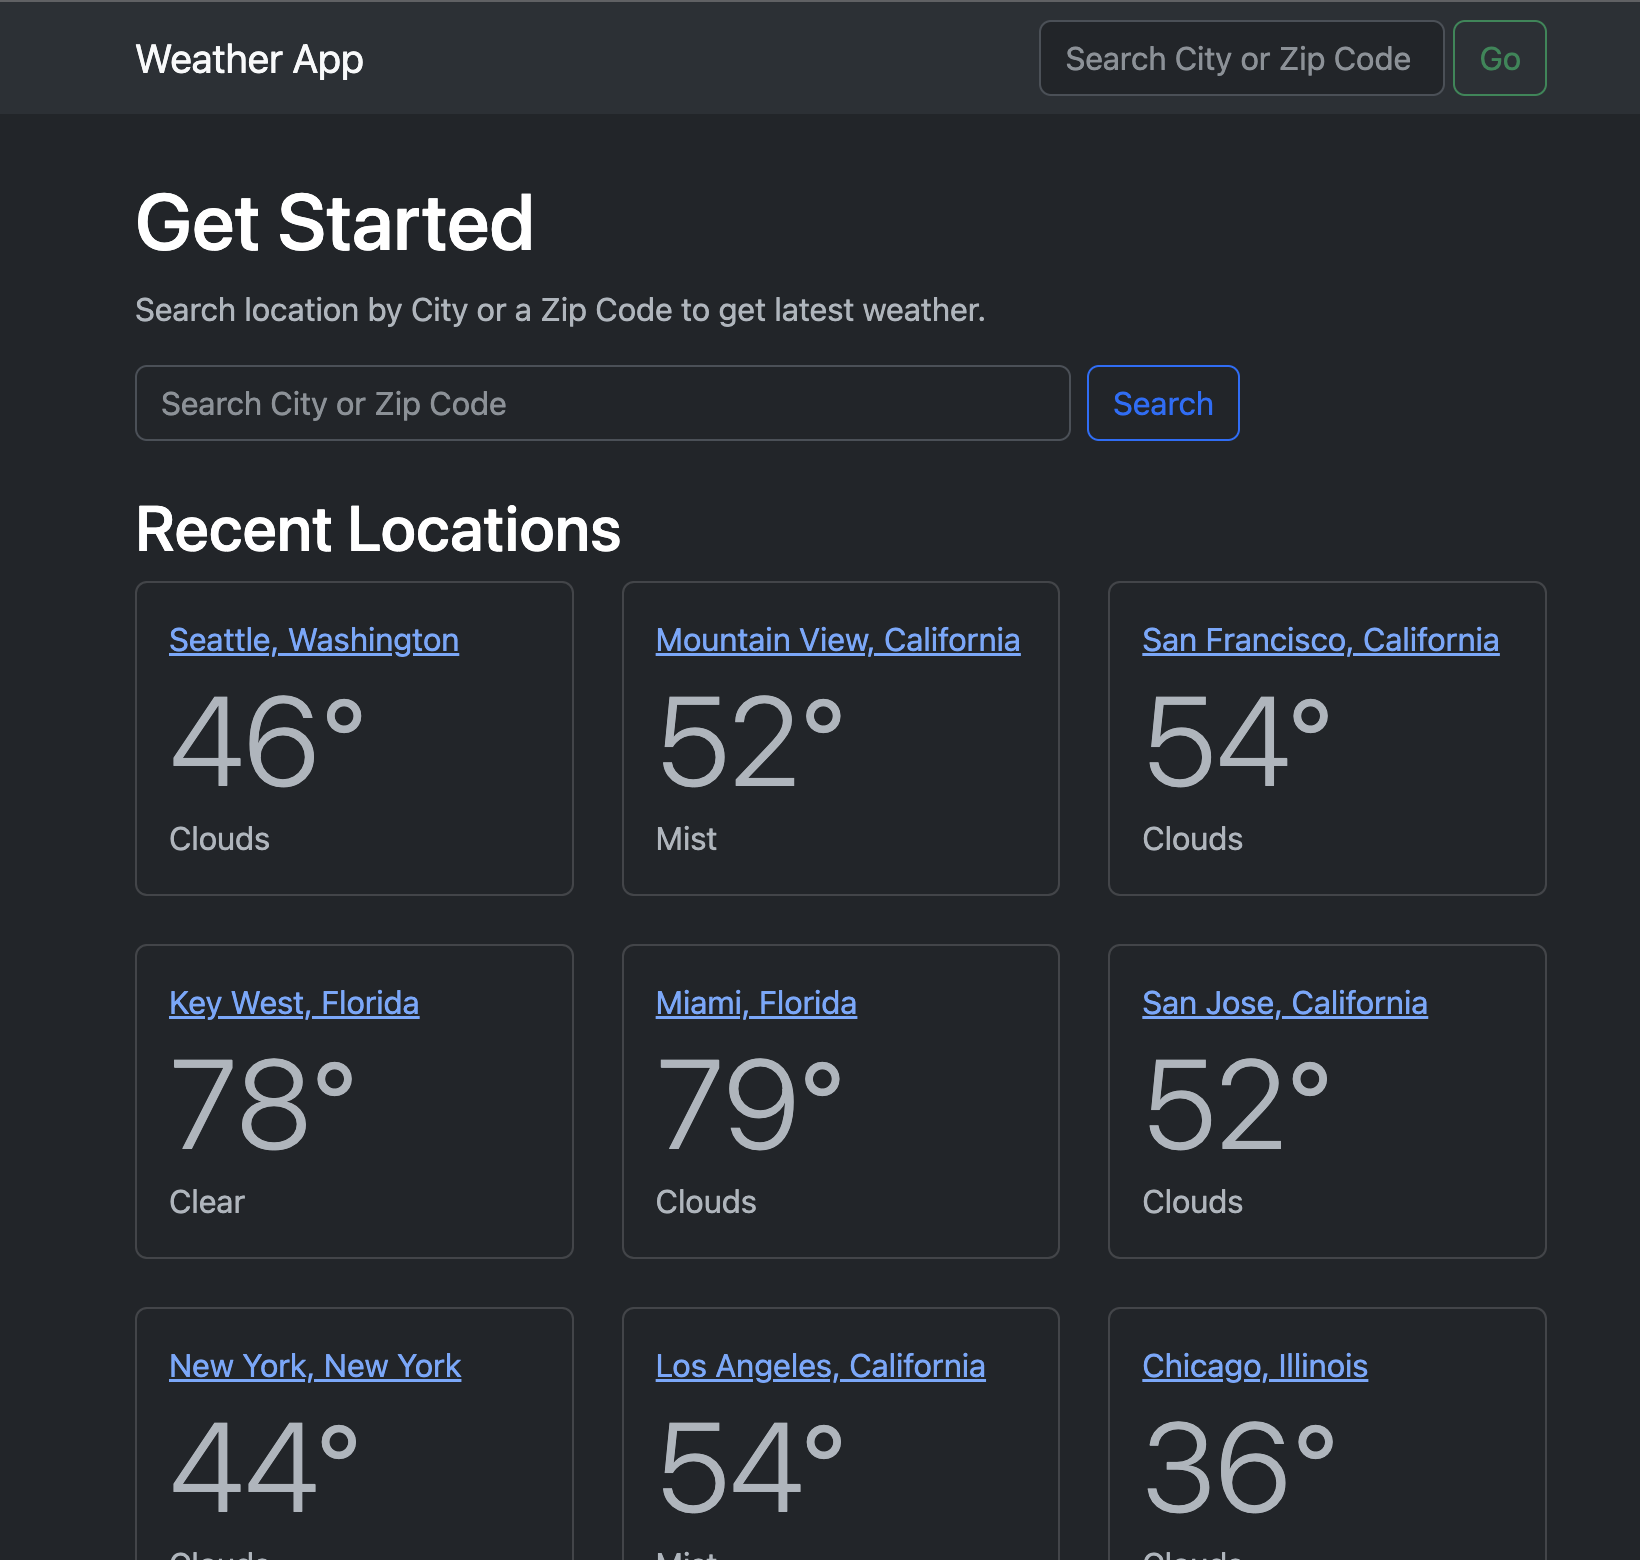 Weather App
Search City or Zip Code
Go
Get Started
Search location by City or a Zip Code to get latest weather.
Search City or Zip Code
Search
Recent Locations
Seattle, Washington
46°
Clouds
Mountain View, California
52°
Mist
San Francisco, California
54°
Clouds
Key West, Florida
78°
Clear
Miami, Florida
79°
Clouds
San Jose, California
52°
Clouds
New York, New York
44°
Clouds
Los Angeles, California
54°
Mist
Chicago, Illinois
36°
Clouds